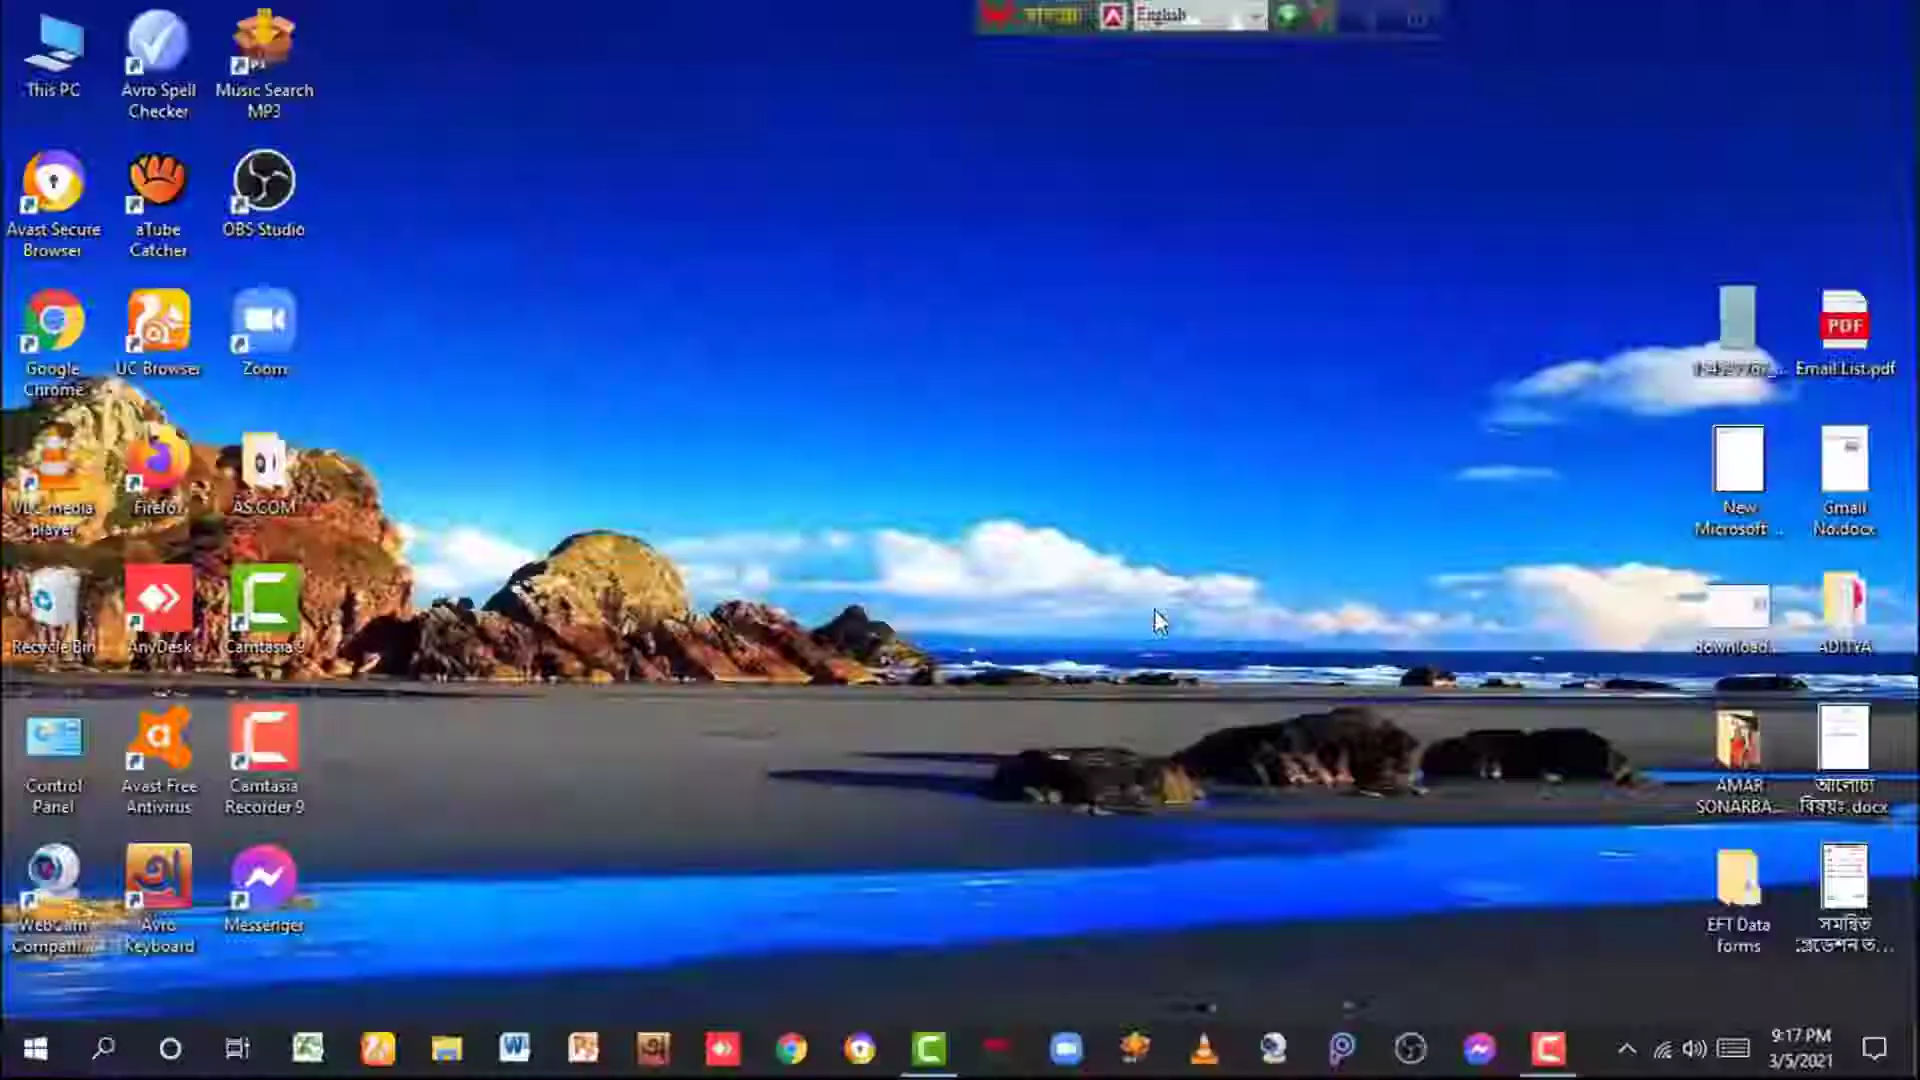 English
This PC
Avro Spell
Checker
Music Search
MP3
Avast Secure
Browser
aTube
Catcher
OBS Studio
Google
Chrome
UC Browser
Zoom
VLC media
player
Firefox
AS.COM
Recycle Bin
AnyDesk
Camtasia 9
Control
Panel
Avast Free
Antivirus
Camtasia
Recorder 9
WebCam
Avro
Keyboard
Messenger
PDF
Email List.pdf
New
Microsoft ...
Gmail
No.docx
download...
ADITYA
AMAR
SONARBA...
আলোচ্য
বিষয়ঃ.docx
EFT Data
forms
সমন্বিত
9:17 PM
3/5/2021